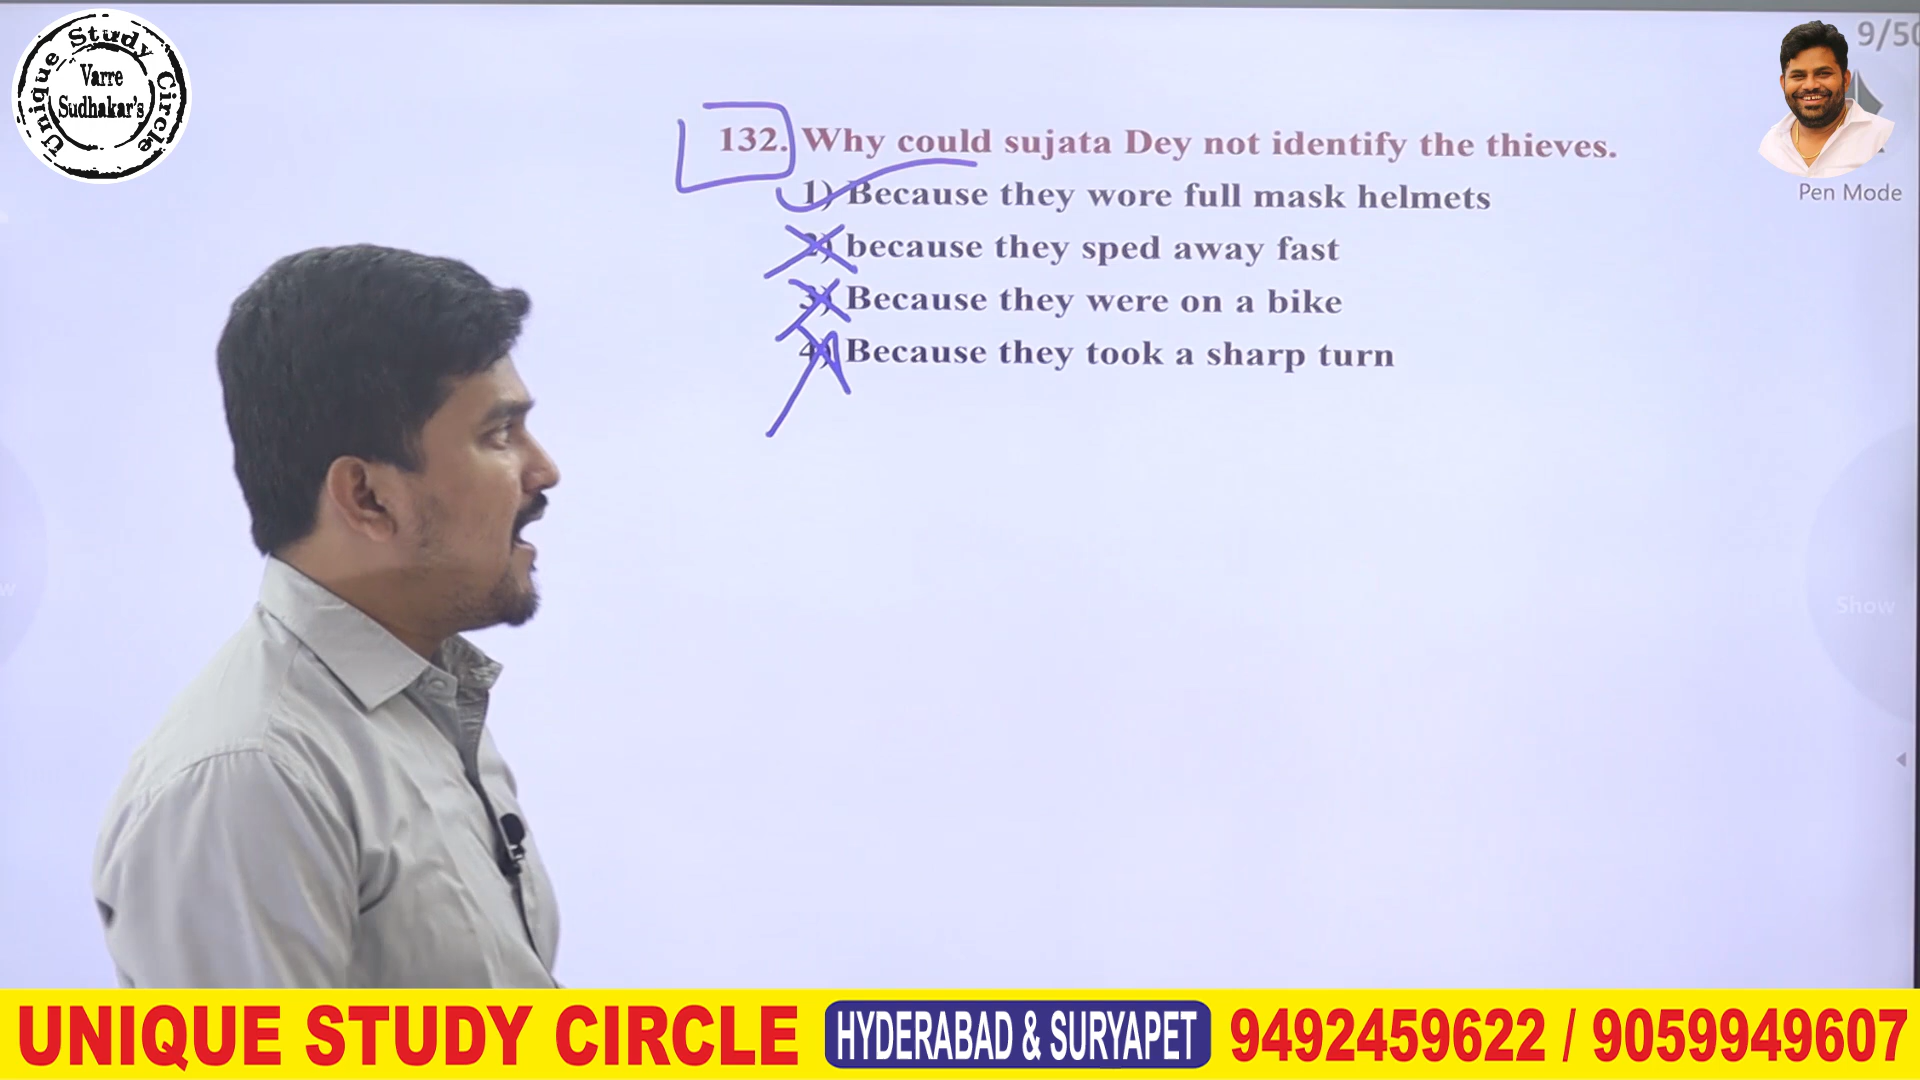 Unique Study Circle
Varre
Sudhakar's
9/50
Pen Mode
132. Why could sujata Dey not identify the thieves.
1) Because they wore full mask helmets
2) because they sped away fast
3) Because they were on a bike
4) Because they took a sharp turn
Show
UNIQUE STUDY CIRCLE HYDERABAD & SURYAPET 9492459622 / 9059949607